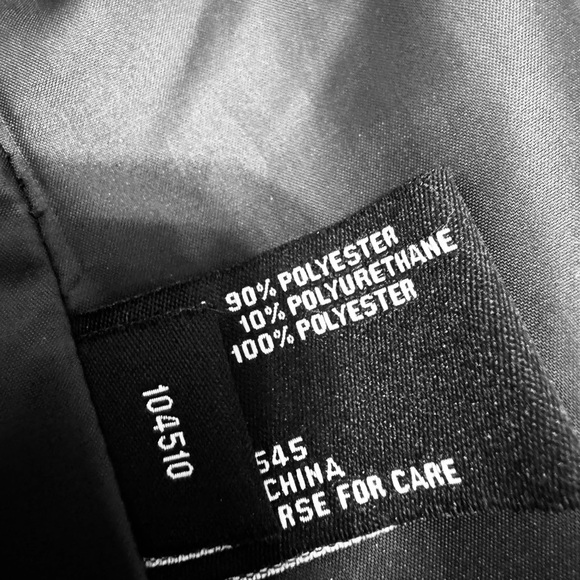 90% POLYESTER
10% POLYURETHANE
100% POLYESTER
104510
545
CHINA
RSE FOR CARE